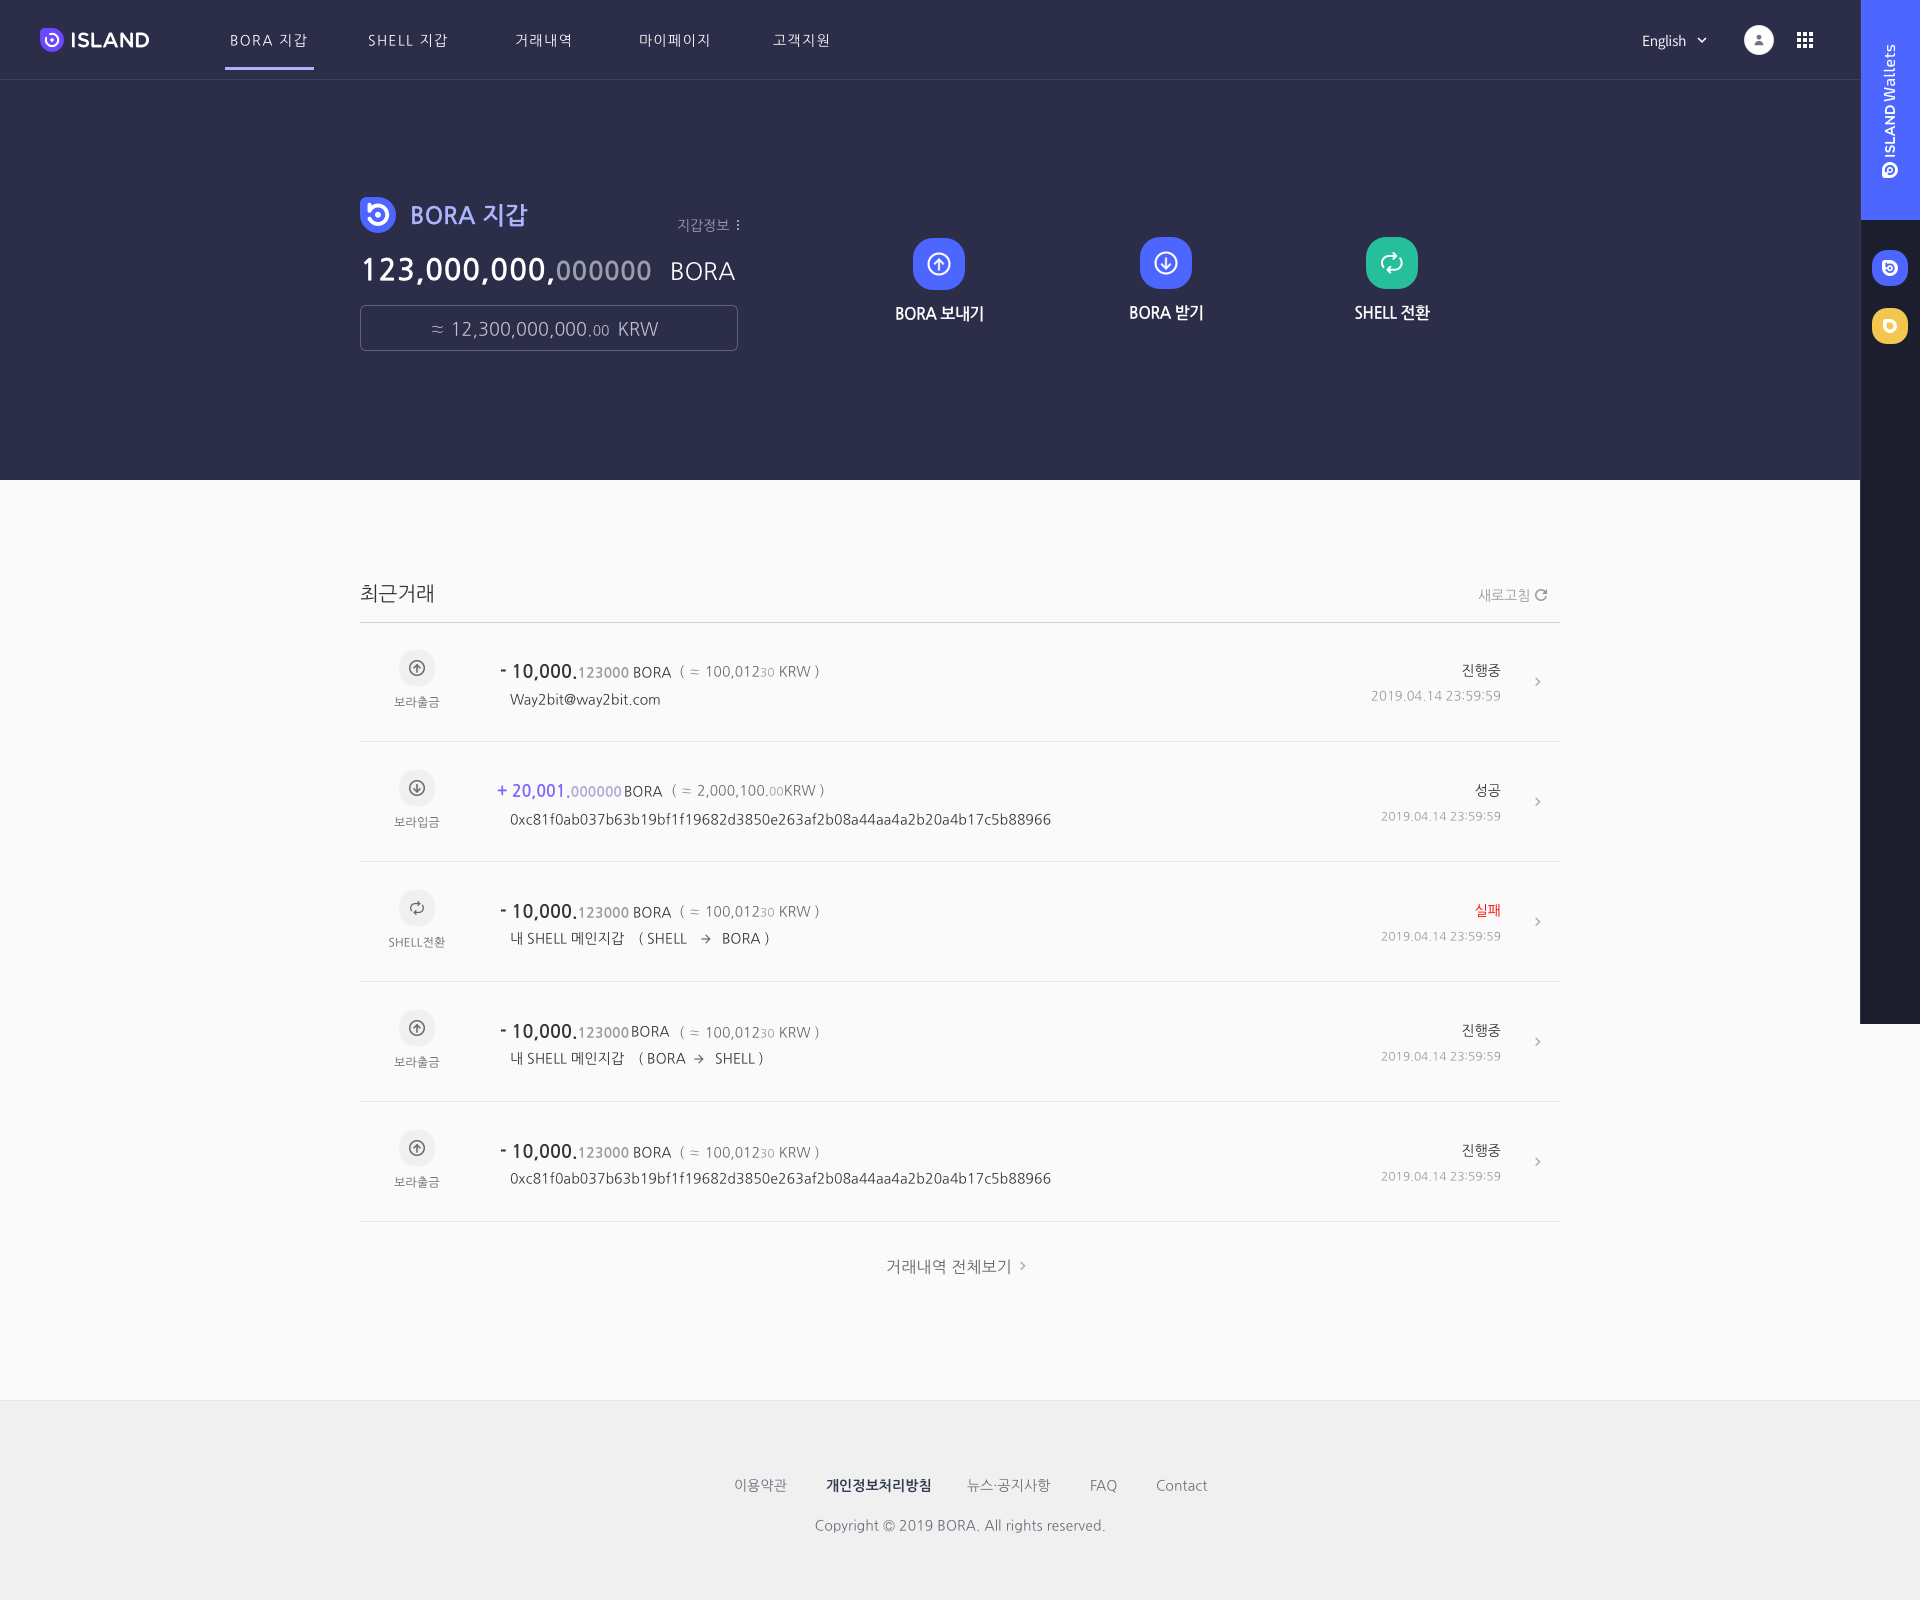 ISLAND BORA 지갑 SHELL 지갑 거래내역 마이페이지 고객지원 English
ISLAND Wallets
BORA 지갑
지갑정보
123,000,000,000000 BORA
≈ 12,300,000,000.00 KRW
BORA 보내기
BORA 받기
SHELL 전환
최근거래
새로고침
보라출금
- 10,000.123000 BORA ( ≈ 100,01230 KRW )
Way2bit@way2bit.com
진행중
2019.04.14 23:59:59
보라입금
+ 20,001.000000 BORA ( ≈ 2,000,100.00KRW )
0xc81f0ab037b63b19bf1f19682d3850e263af2b08a44aa4a2b20a4b17c5b88966
성공
2019.04.14 23:59:59
SHELL전환
- 10,000.123000 BORA ( ≈ 100,01230 KRW )
내 SHELL 메인지갑 ( SHELL → BORA )
실패
2019.04.14 23:59:59
보라출금
- 10,000.123000 BORA ( ≈ 100,01230 KRW )
내 SHELL 메인지갑 ( BORA → SHELL )
진행중
2019.04.14 23:59:59
보라출금
- 10,000.123000 BORA ( ≈ 100,01230 KRW )
0xc81f0ab037b63b19bf1f19682d3850e263af2b08a44aa4a2b20a4b17c5b88966
진행중
2019.04.14 23:59:59
거래내역 전체보기
이용약관 개인정보처리방침 뉴스·공지사항 FAQ Contact
Copyright © 2019 BORA. All rights reserved.